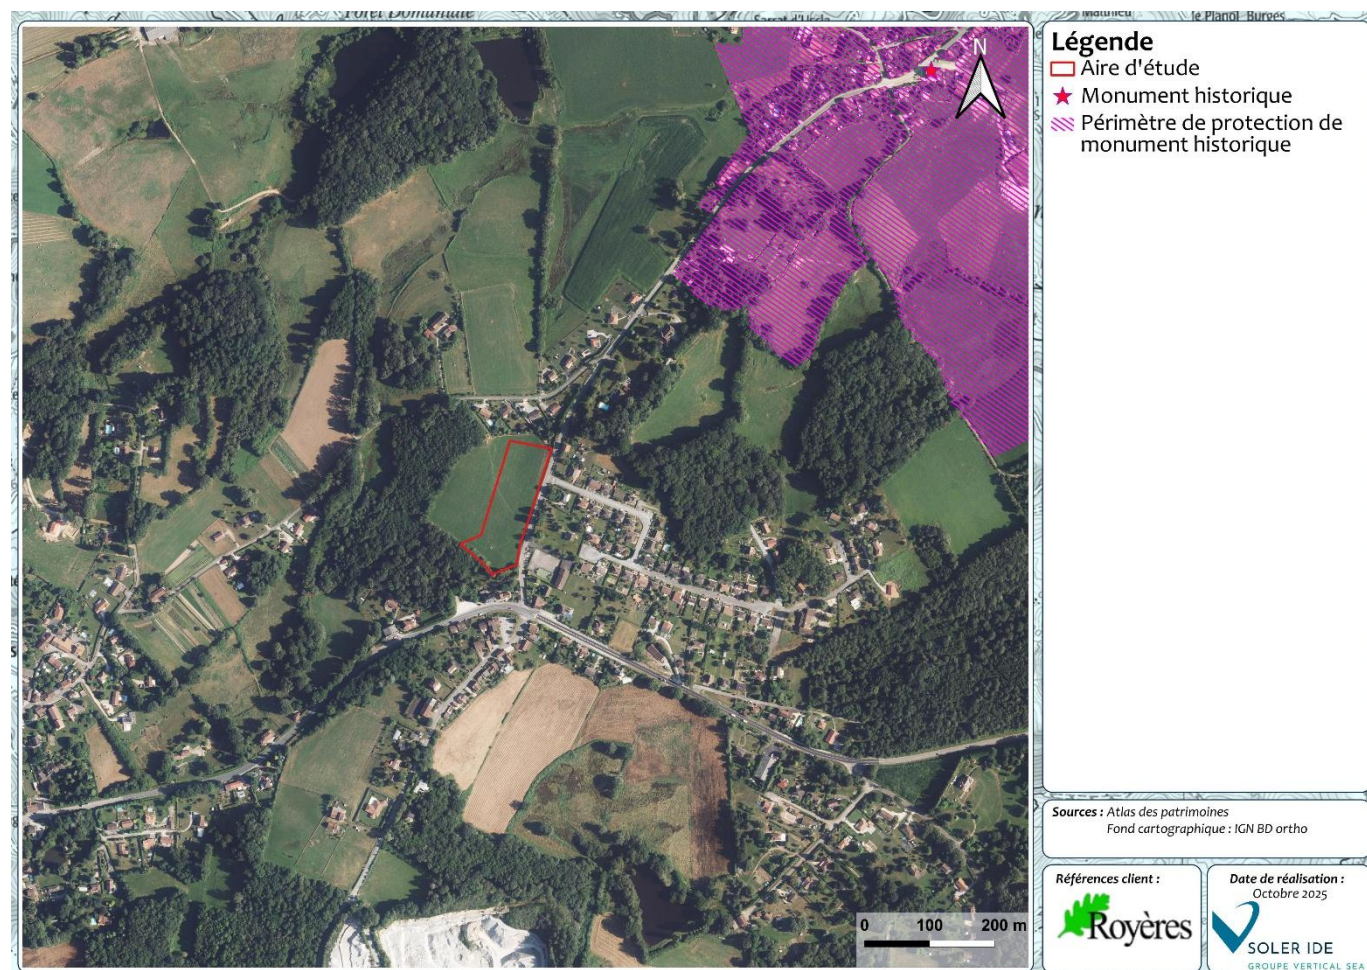 Forêt Domaniale
le Planol Burges
N
Légende
Aire d'étude
Monument historique
Périmètre de protection de
monument historique
0 100 200 m
Sources : Atlas des patrimoines
Fond cartographique : IGN BD ortho
Références client :
Royères
Date de réalisation :
Octobre 2025
SOLER IDE
GROUPE VERTICAL SEA